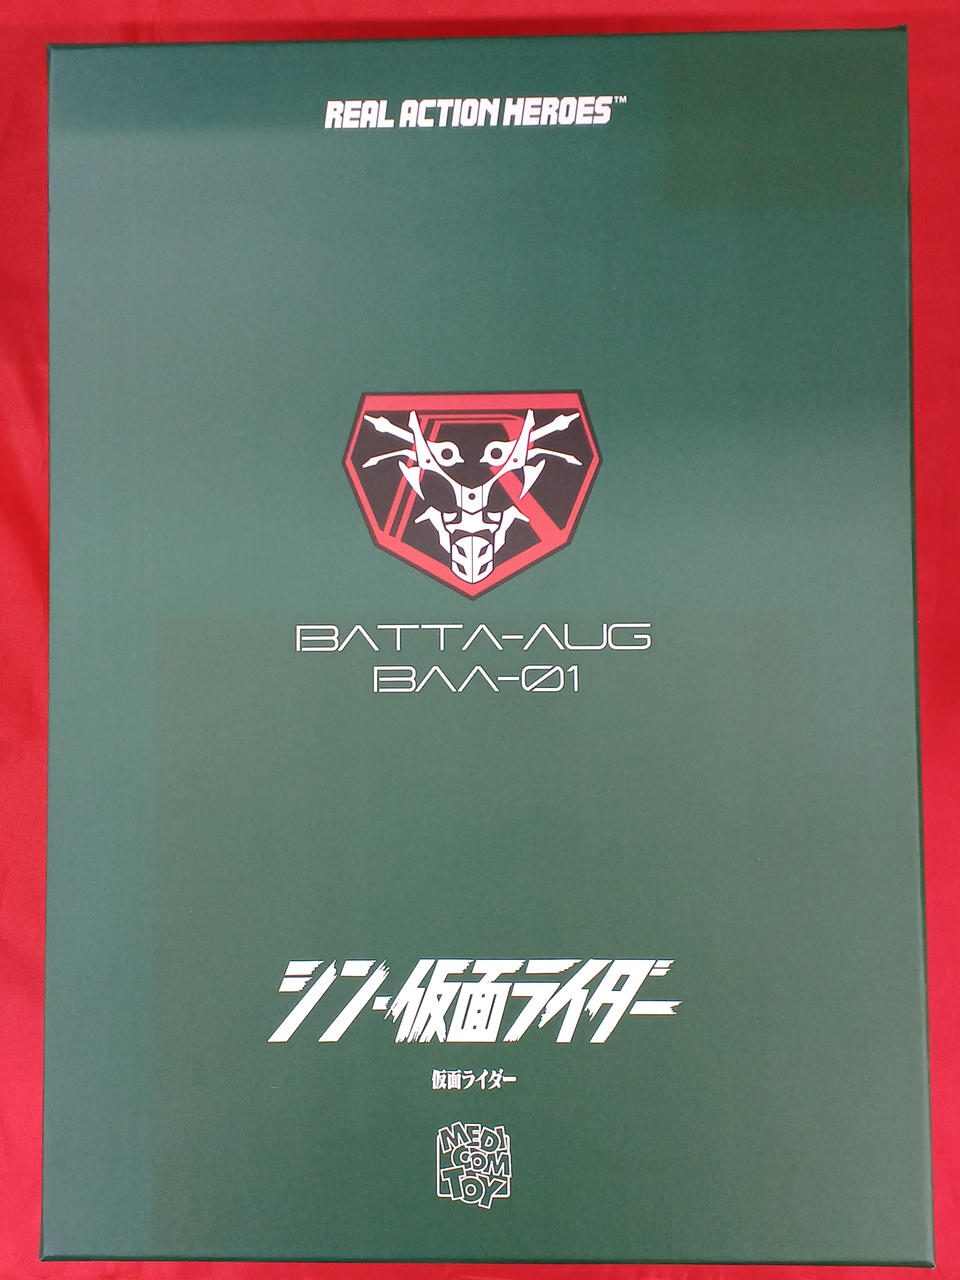 REAL ACTION HEROES™
BATTA-AUG
BAA-01
シン・仮面ライダー
仮面ライダー
MEDI
COM
TOY